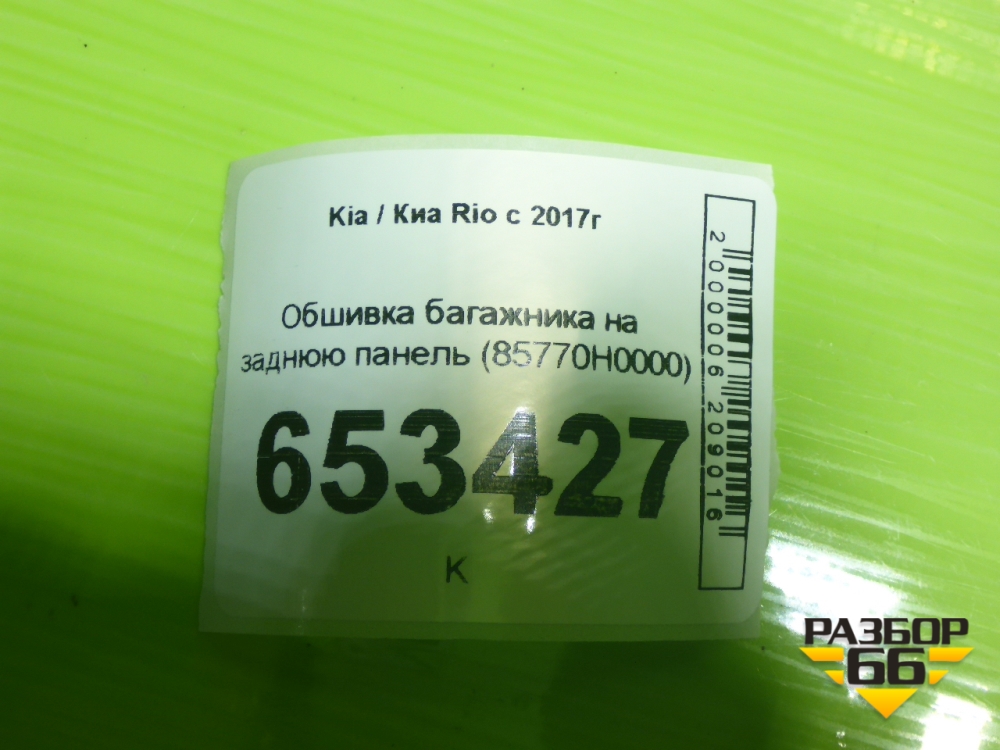 Kia / Киа Rio с 2017г
Обшивка багажника на
заднюю панель (85770H0000)
653427
К
2000006209016
РАЗБОР
66